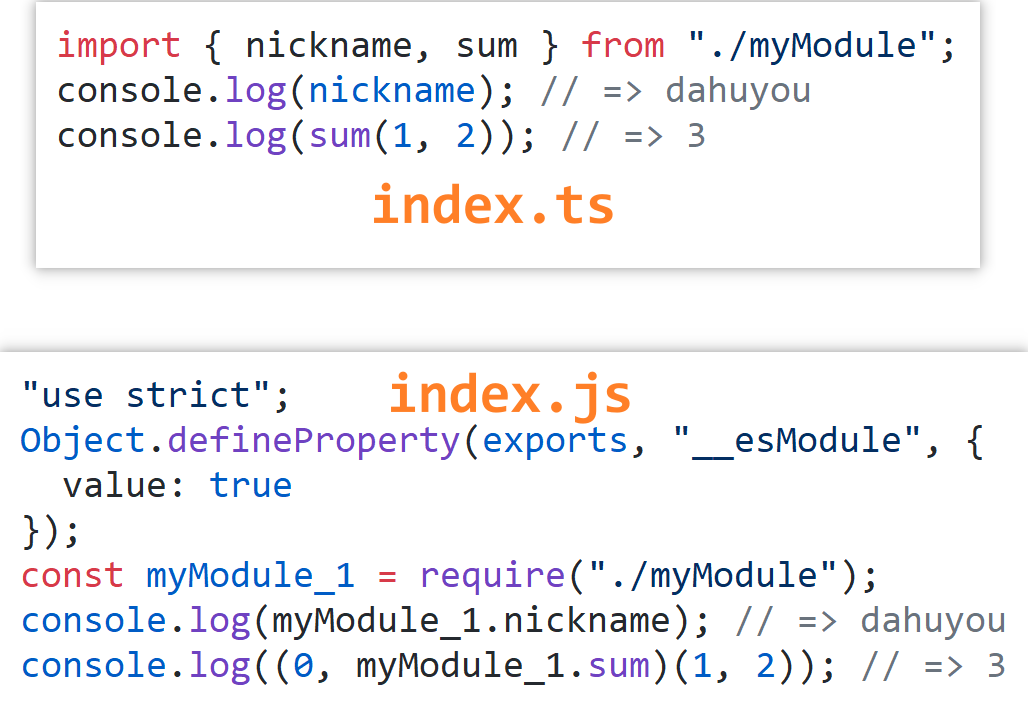 import { nickname, sum } from "./myModule";
console.log(nickname); // => dahuyou
console.log(sum(1, 2)); // => 3
index.ts
"use strict"; index.js
Object.defineProperty(exports, "__esModule", {
  value: true
});
const myModule_1 = require("./myModule");
console.log(myModule_1.nickname); // => dahuyou
console.log((0, myModule_1.sum)(1, 2)); // => 3